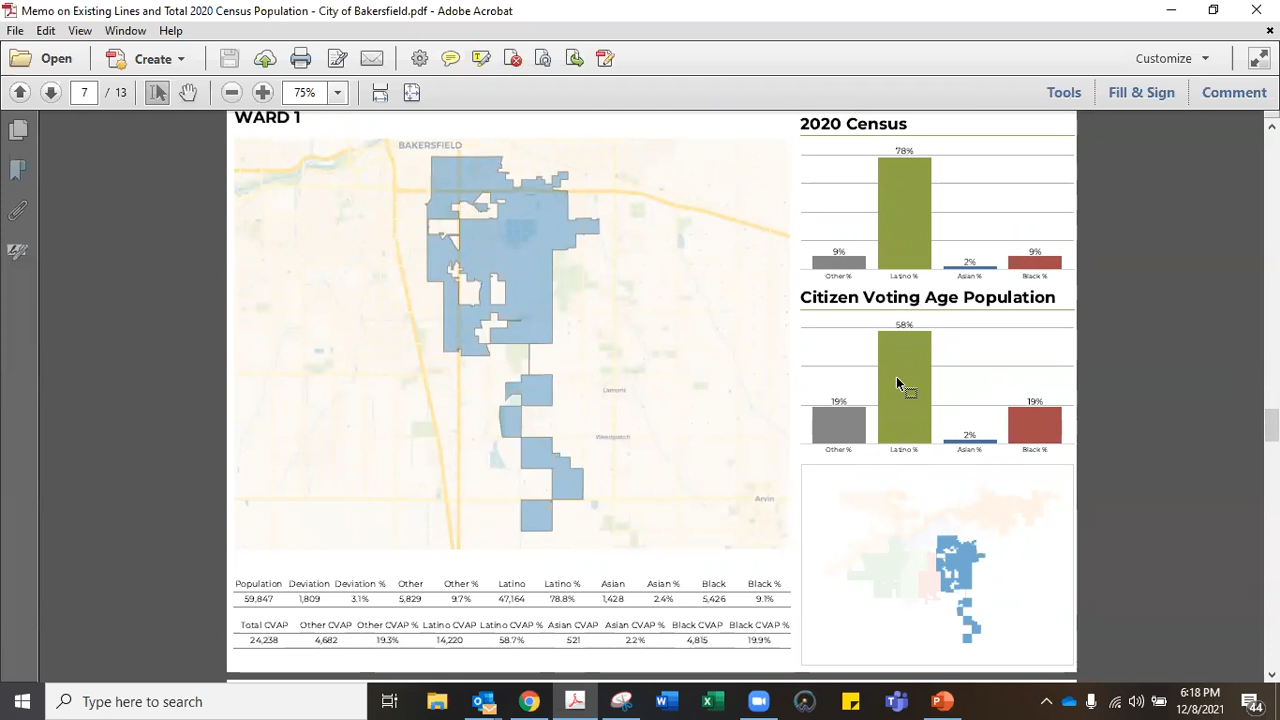 Memo on Existing Lines and Total 2020 Census Population - City of Bakersfield.pdf - Adobe Acrobat
File Edit View Window Help
Open Create Customize
7 / 13 75% Tools Fill & Sign Comment
WARD 1
BAKERSFIELD
Lamont
Weedpatch
Arvin
2020 Census
78%
9% 2% 9%
Other % Latino % Asian % Black %
Citizen Voting Age Population
58%
19% 2% 19%
Other % Latino % Asian % Black %
Population Deviation Deviation % Other Other % Latino Latino % Asian Asian % Black Black %
59,847 1,809 3.1% 5,829 9.7% 47,164 78.8% 1,428 2.4% 5,426 9.1%
Total CVAP Other CVAP Other CVAP % Latino CVAP Latino CVAP % Asian CVAP Asian CVAP % Black CVAP Black CVAP %
24,238 4,682 19.3% 14,220 58.7% 521 2.2% 4,815 19.9%
Type here to search
6:18 PM
12/8/2021
44